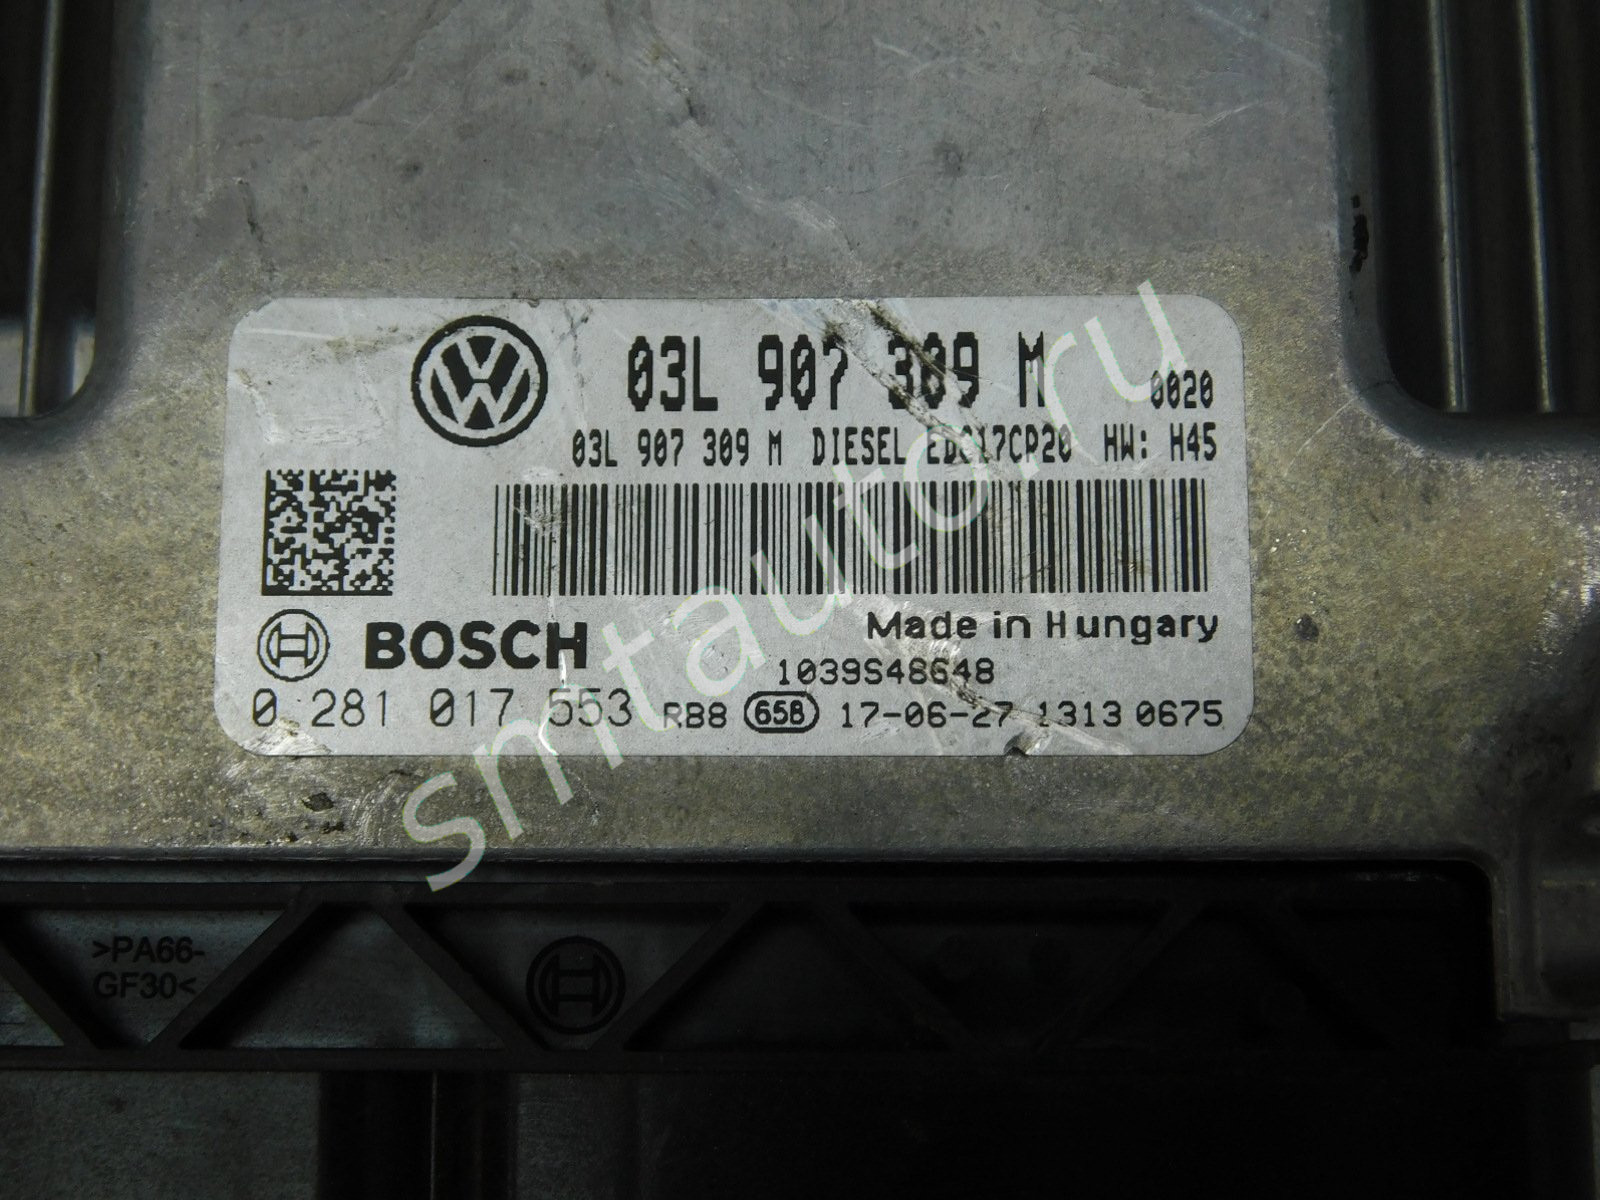 03L 907 309 M 0020
03L 907 309 M DIESEL EDC17CP20 HW: H45
BOSCH
Made in Hungary
1039S48648
0 281 017 553 RB8 658 17-06-27 1313 0675
smtauto.ru
>PA66-
GF30<